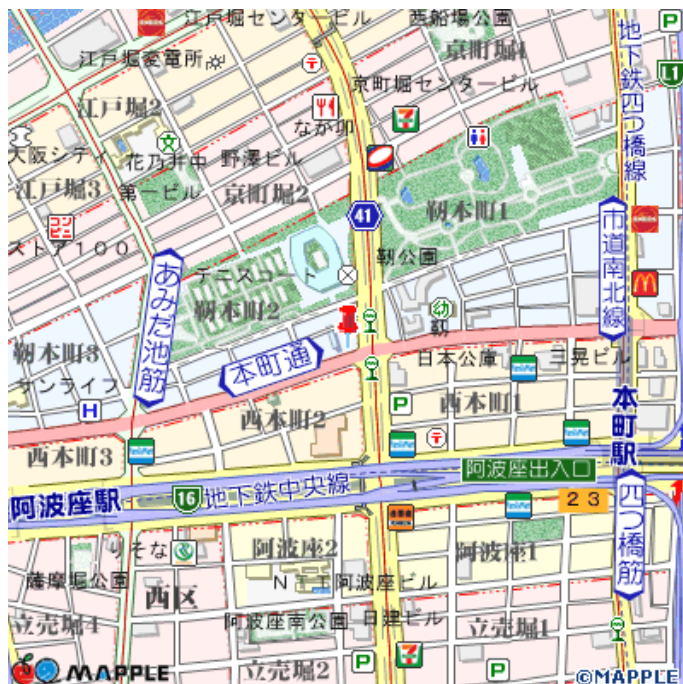 江戸堀センタービル
西船場公園
江戸堀変電所
京町堀1
京町堀センタービル
地下鉄四つ橋線
P
L1
江戸堀2
なか卯
大阪シティ
花乃井中
野澤ビル
江戸堀3
第一ビル
京町堀2
靭本町1
コンビニ
ストア100
41
靭公園
市道南北線
あみだ池筋
テニスコート
靭本町2
幼
靭
靭本町3
本町通
日本公庫
三晃ビル
サンライフ
H
西本町2
P
西本町1
本町駅
西本町3
阿波座出入口
阿波座駅
16
地下鉄中央線
23
四つ橋筋
りそな
阿波座2
阿波座1
薩摩堀公園
西区
NTT阿波座ビル
立売堀4
阿波座南公園
日建ビル
立売堀1
立売堀2
P
P
MAPPLE
©MAPPLE